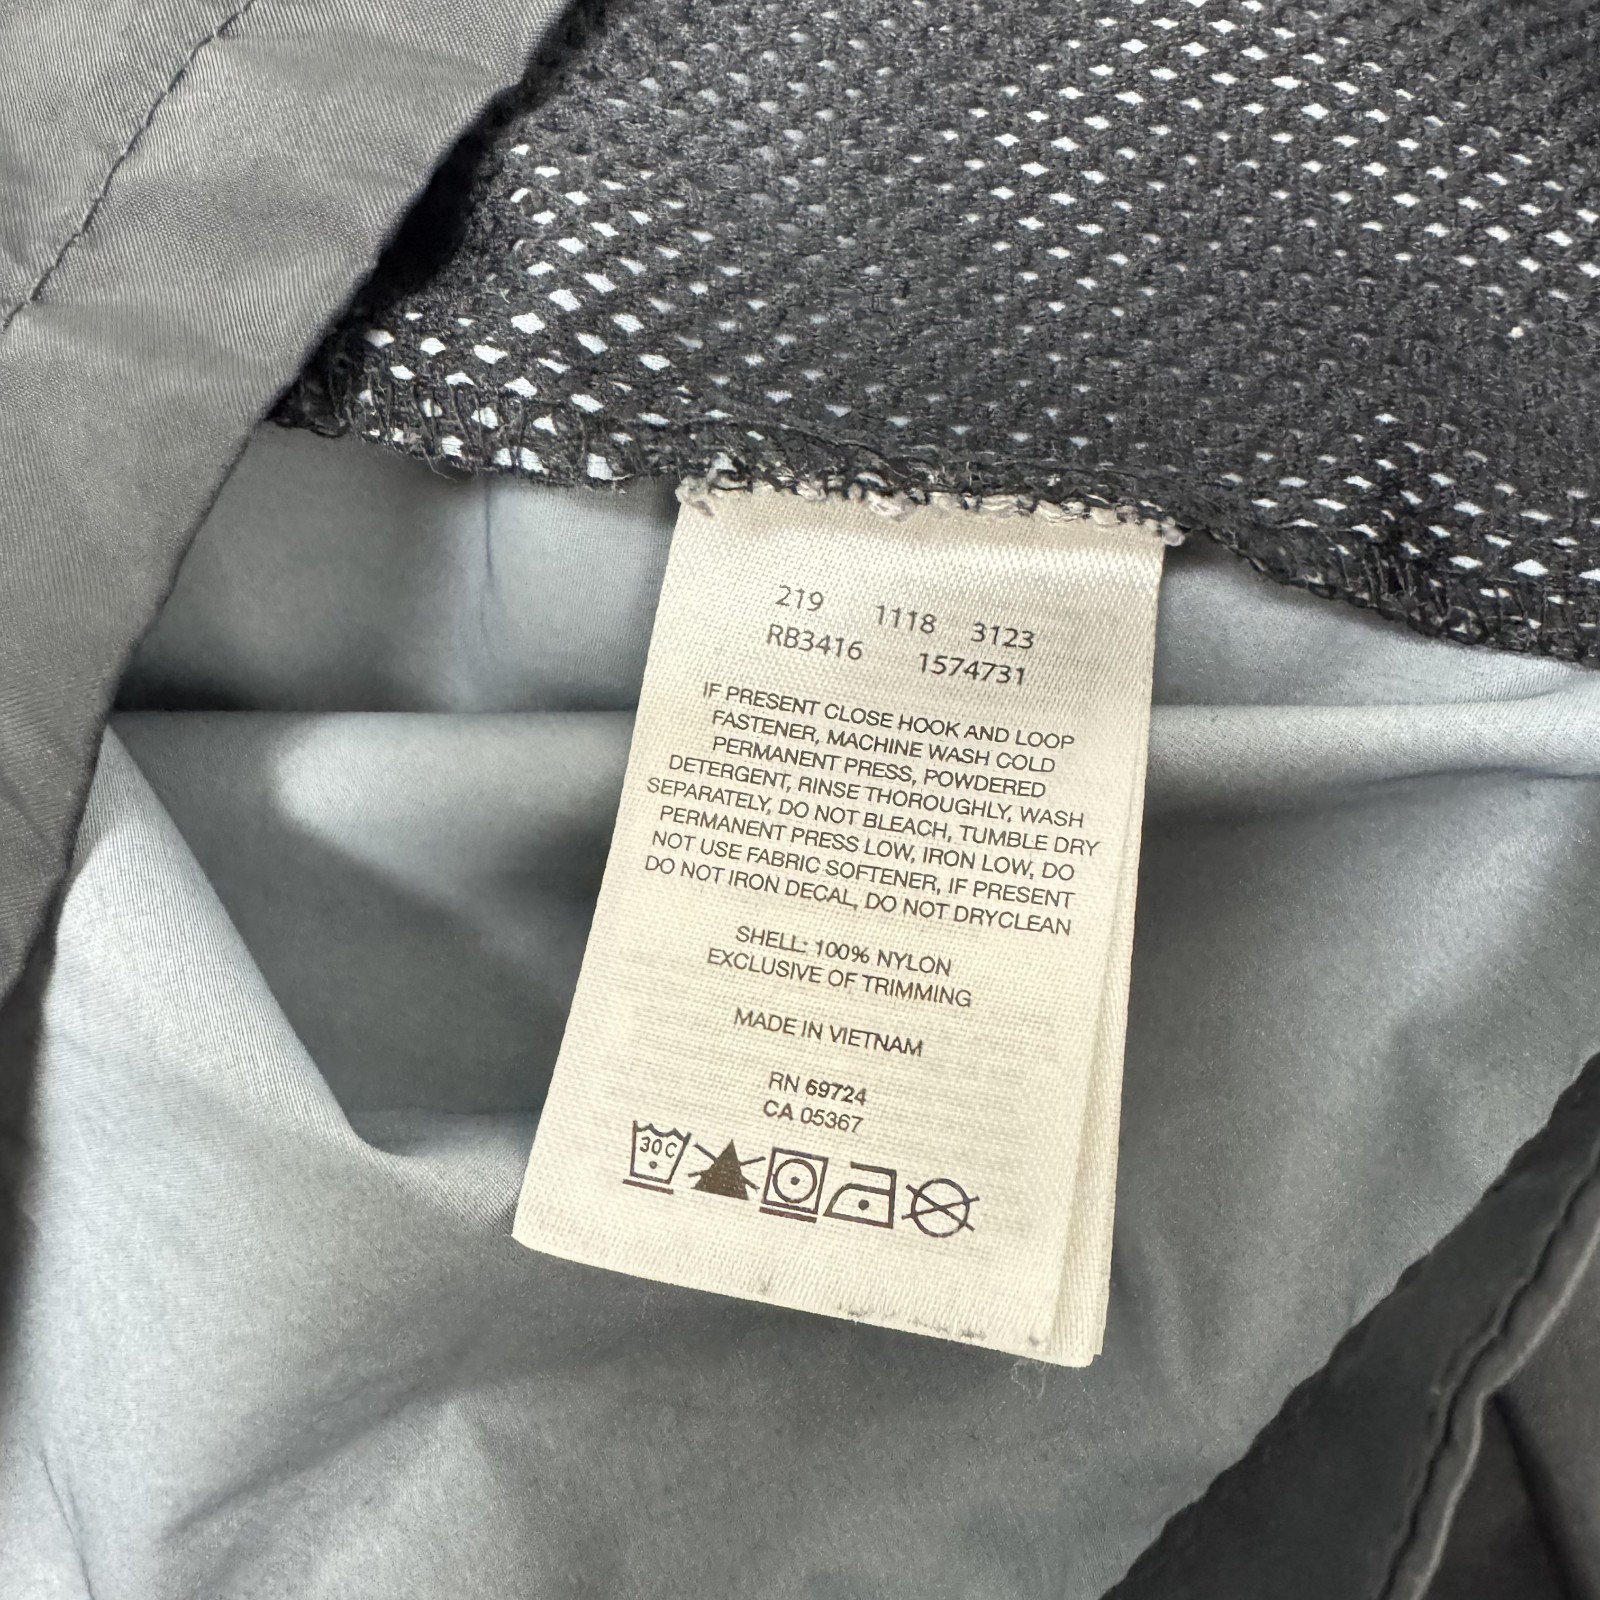 219 1118 3123
RB3416 1574731
IF PRESENT CLOSE HOOK AND LOOP
FASTENER, MACHINE WASH COLD
PERMANENT PRESS, POWDERED
DETERGENT, RINSE THOROUGHLY, WASH
SEPARATELY, DO NOT BLEACH, TUMBLE DRY
PERMANENT PRESS LOW, IRON LOW, DO
NOT USE FABRIC SOFTENER, IF PRESENT
DO NOT IRON DECAL, DO NOT DRYCLEAN
SHELL: 100% NYLON
EXCLUSIVE OF TRIMMING
MADE IN VIETNAM
RN 69724
CA 05367
30C